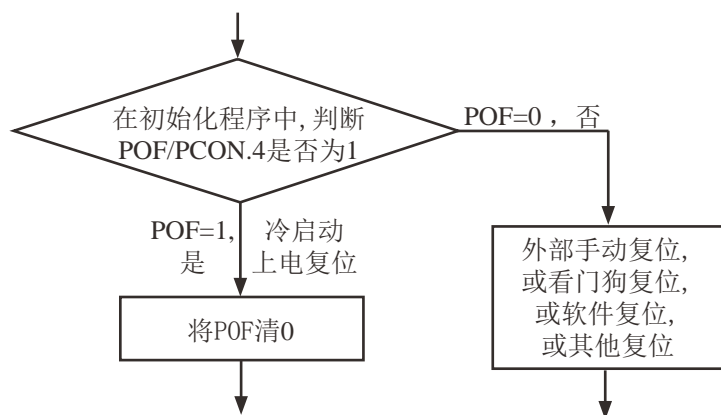 在初始化程序中,判断
POF/PCON.4是否为1
POF=0 ，否
POF=1,
是
冷启动
上电复位
外部手动复位,
或看门狗复位,
或软件复位,
或其他复位
将POF清0